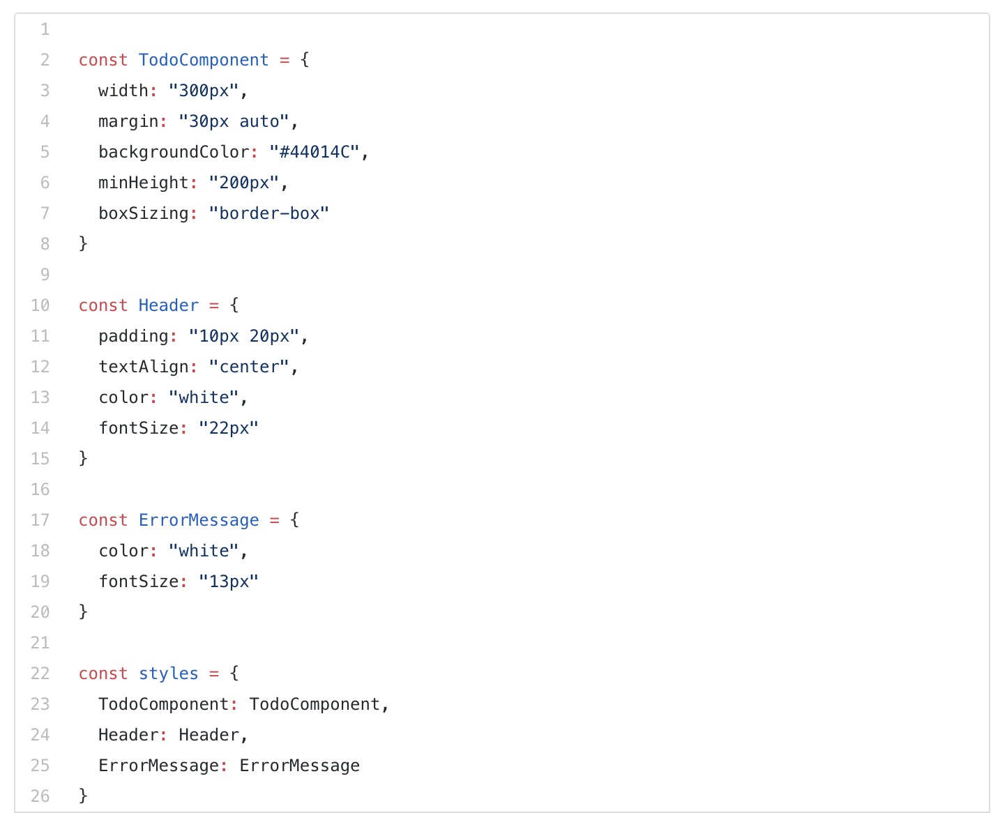 1
2 const TodoComponent = {
3   width: "300px",
4   margin: "30px auto",
5   backgroundColor: "#44014C",
6   minHeight: "200px",
7   boxSizing: "border-box"
8 }
9
10 const Header = {
11   padding: "10px 20px",
12   textAlign: "center",
13   color: "white",
14   fontSize: "22px"
15 }
16
17 const ErrorMessage = {
18   color: "white",
19   fontSize: "13px"
20 }
21
22 const styles = {
23   TodoComponent: TodoComponent,
24   Header: Header,
25   ErrorMessage: ErrorMessage
26 }